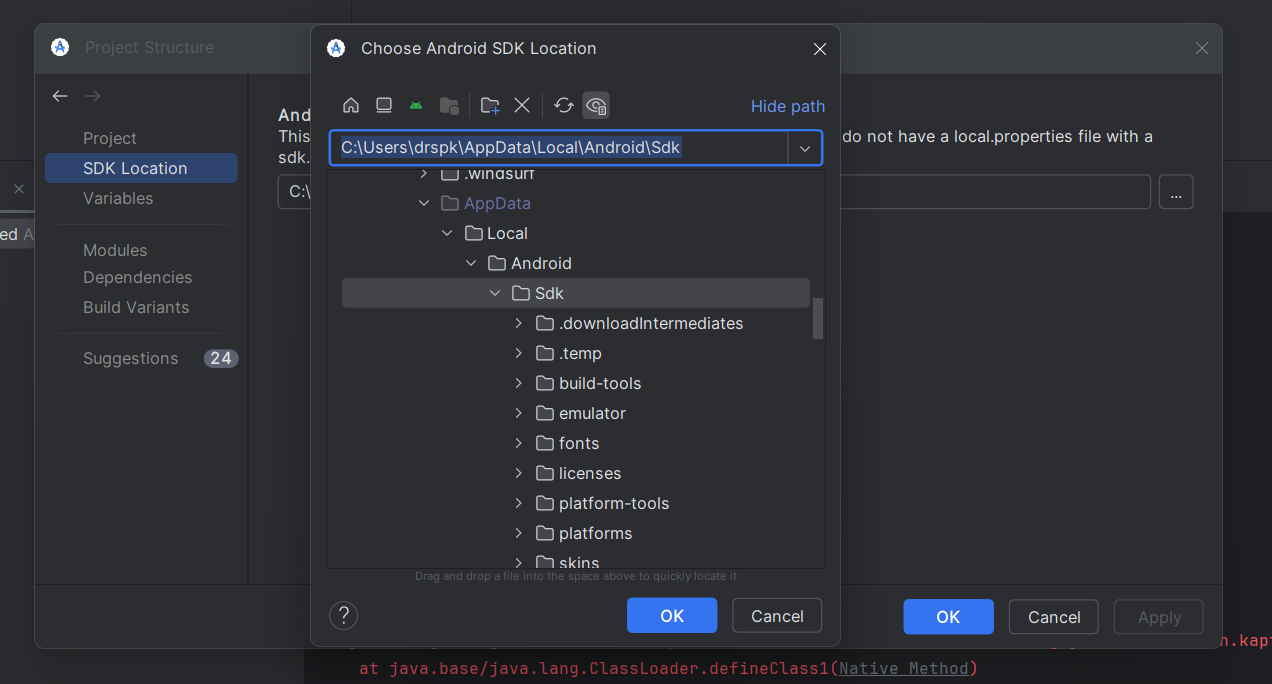 Project Structure
Choose Android SDK Location
Hide path
And
This
do not have a local.properties file with a
sdk.
C:\Users\drspk\AppData\Local\Android\Sdk
C:\
...
Project
SDK Location
Variables
Modules
Dependencies
Build Variants
Suggestions 24
ed A
.windsurf
AppData
Local
Android
Sdk
.downloadIntermediates
.temp
build-tools
emulator
fonts
licenses
platform-tools
platforms
skins
Drag and drop a file into the space above to quickly locate it
?
OK
Cancel
OK
Cancel
Apply
n.kapt
at java.base/java.lang.ClassLoader.defineClass1(Native Method)